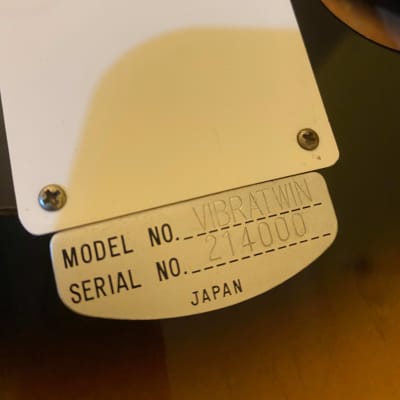 MODEL NO. VIBRATWIN
SERIAL NO. 214000
JAPAN